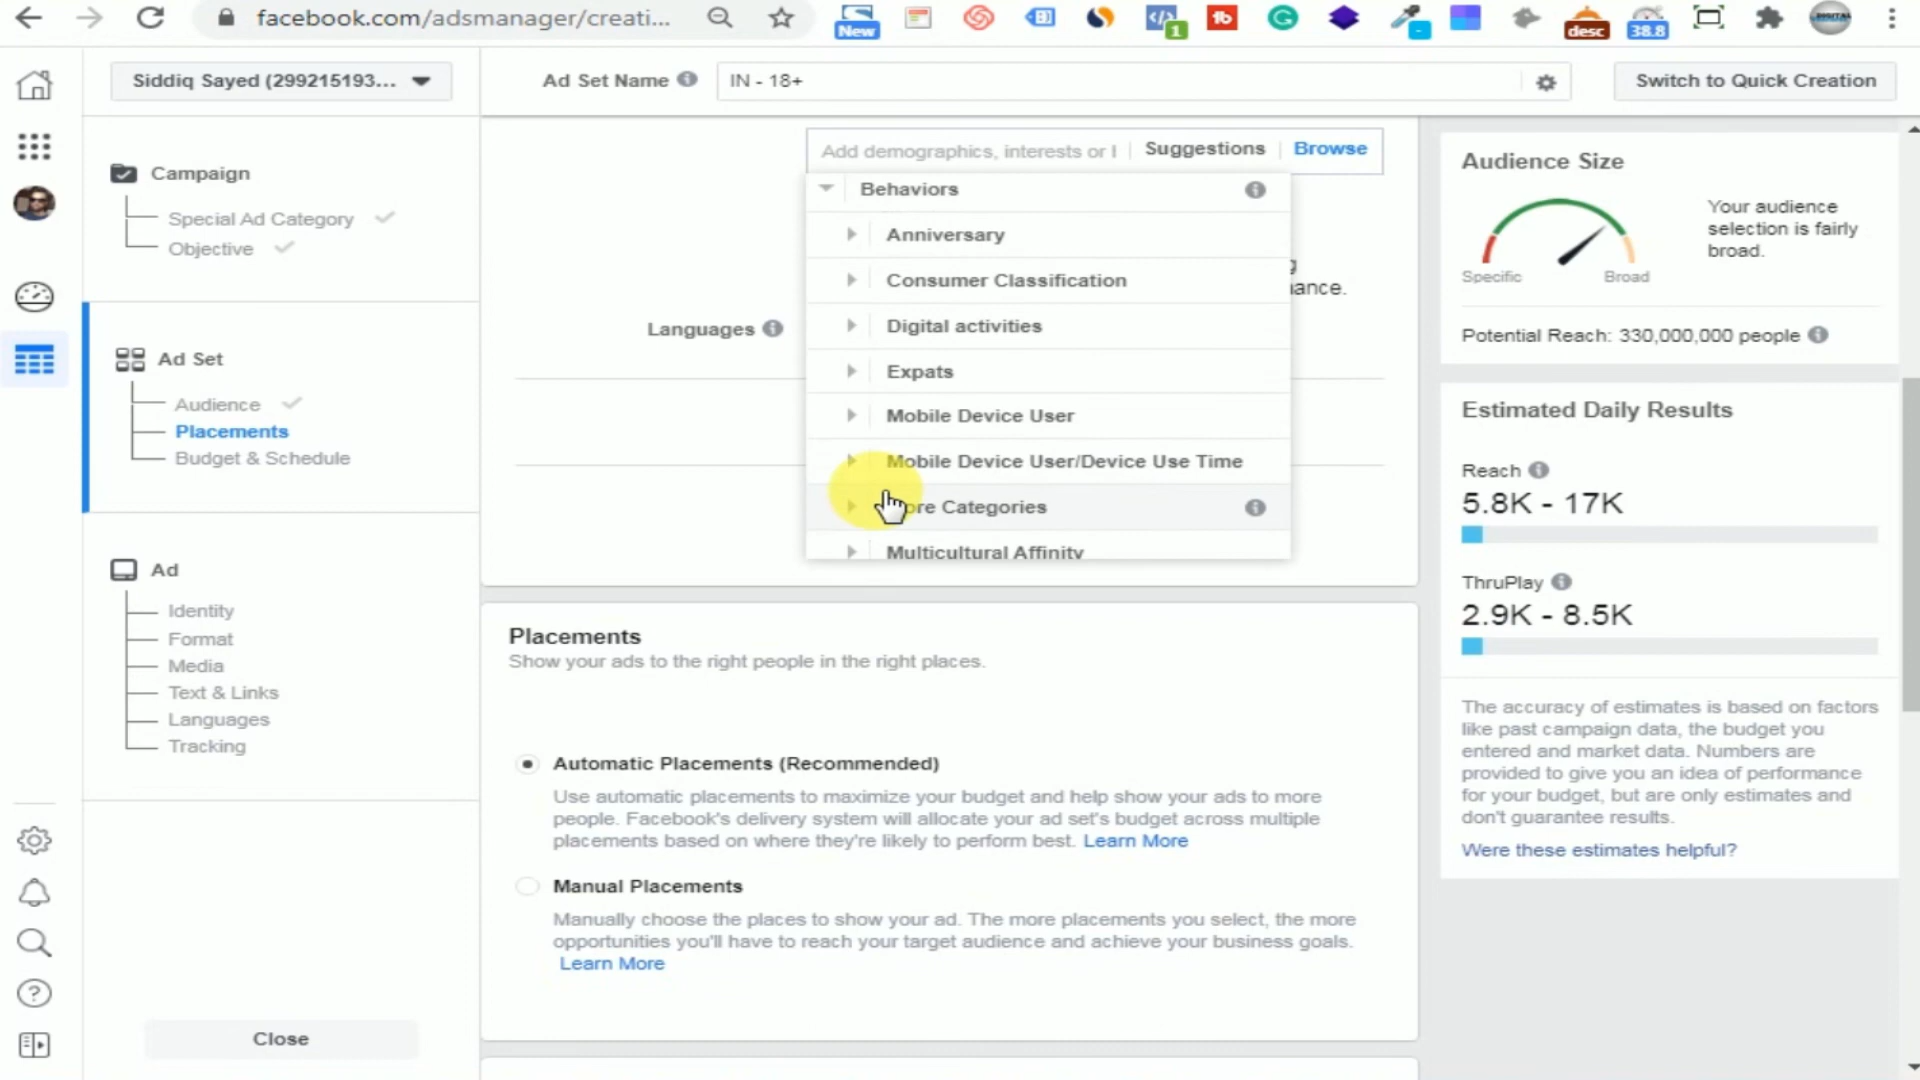 facebook.com/adsmanager/creati...
New
1
desc
38.8
Siddiq Sayed (299215193...
Ad Set Name
IN - 18+
Switch to Quick Creation
Campaign
Special Ad Category
Objective
Ad Set
Audience
Placements
Budget & Schedule
Ad
Identity
Format
Media
Text & Links
Languages
Tracking
Close
Add demographics, interests or
Suggestions
Browse
Behaviors
Anniversary
Consumer Classification
Digital activities
Expats
Mobile Device User
Mobile Device User/Device Use Time
Categories
Multicultural Affinity
ance.
Languages
Placements
Show your ads to the right people in the right places.
Automatic Placements (Recommended)
Use automatic placements to maximize your budget and help show your ads to more
people. Facebook's delivery system will allocate your ad set's budget across multiple
placements based on where they're likely to perform best. Learn More
Manual Placements
Manually choose the places to show your ad. The more placements you select, the more
opportunities you'll have to reach your target audience and achieve your business goals.
Learn More
Audience Size
Your audience
selection is fairly
broad.
Specific
Broad
Potential Reach: 330,000,000 people
Estimated Daily Results
Reach
5.8K - 17K
ThruPlay
2.9K - 8.5K
The accuracy of estimates is based on factors
like past campaign data, the budget you
entered and market data. Numbers are
provided to give you an idea of performance
for your budget, but are only estimates and
don't guarantee results.
Were these estimates helpful?